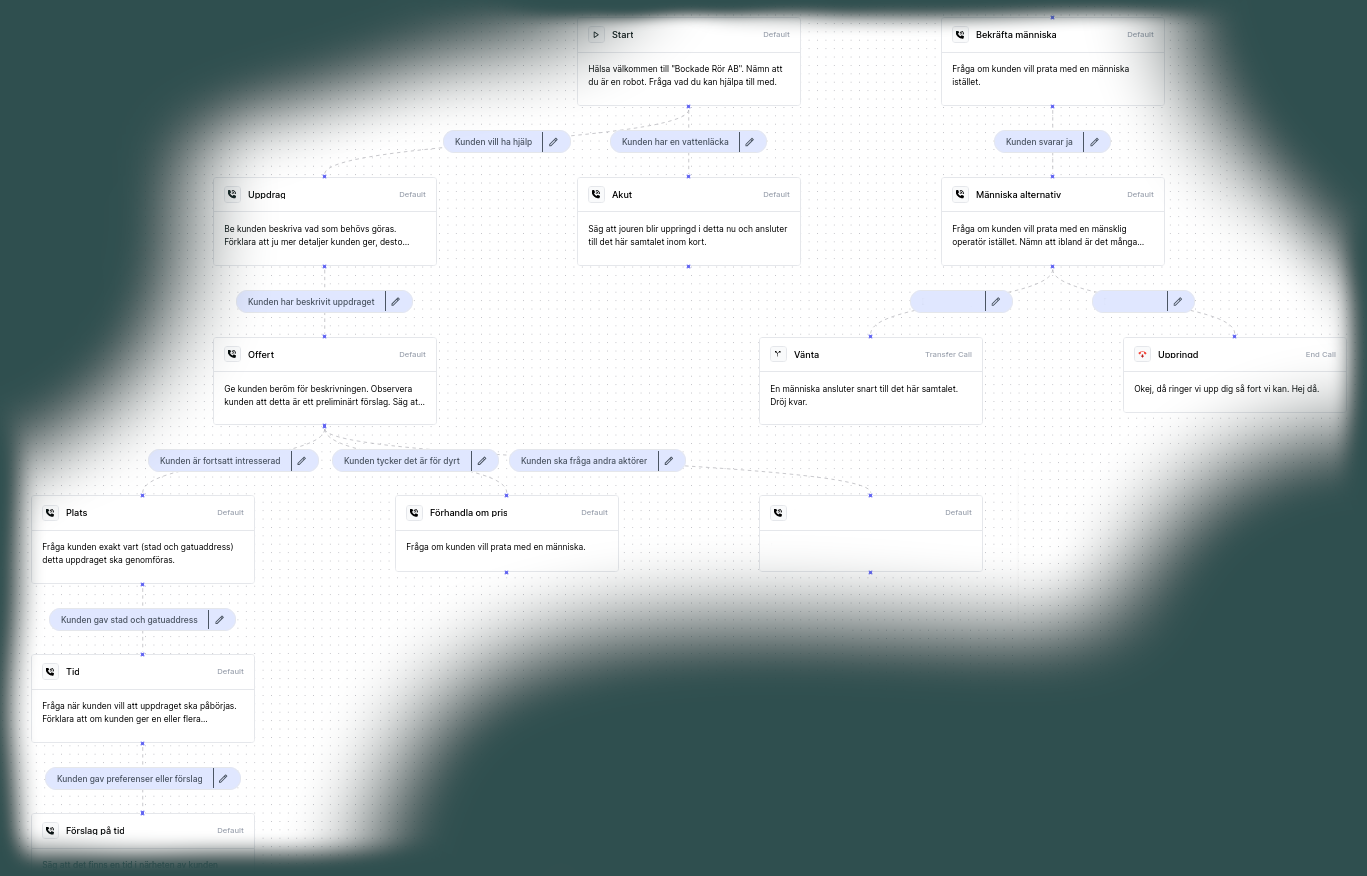 Start Default
Hälsa välkommen till "Bockade Rör AB". Nämn att
du är en robot. Fråga vad du kan hjälpa till med.
Bekräfta människa Default
Fråga om kunden vill prata med en människa
istället.
Kunden vill ha hjälp
Kunden har en vattenläcka
Kunden svarar ja
Uppdrag Default
Be kunden beskriva vad som behövs göras.
Förklara att ju mer detaljer kunden ger, desto...
Akut Default
Säg att jouren blir uppringd i detta nu och ansluter
till det här samtalet inom kort.
Människa alternativ Default
Fråga om kunden vill prata med en mänsklig
operatör istället. Nämn att ibland är det många...
Kunden har beskrivit uppdraget
Offert Default
Ge kunden beröm för beskrivningen. Observera
kunden att detta är ett preliminärt förslag. Säg at...
Vänta Transfer Call
En människa ansluter snart till det här samtalet.
Dröj kvar.
Uppringd End Call
Okej, då ringer vi upp dig så fort vi kan. Hej då.
Kunden är fortsatt intresserad
Kunden tycker det är för dyrt
Kunden ska fråga andra aktörer
Plats Default
Fråga kunden exakt vart (stad och gatuaddress)
detta uppdraget ska genomföras.
Förhandla om pris Default
Fråga om kunden vill prata med en människa.
Default
Kunden gav stad och gatuaddress
Tid Default
Fråga när kunden vill att uppdraget ska påbörjas.
Förklara att om kunden ger en eller flera...
Kunden gav preferenser eller förslag
Förslag på tid Default
Säg att det finns en tid i närheten av kunden